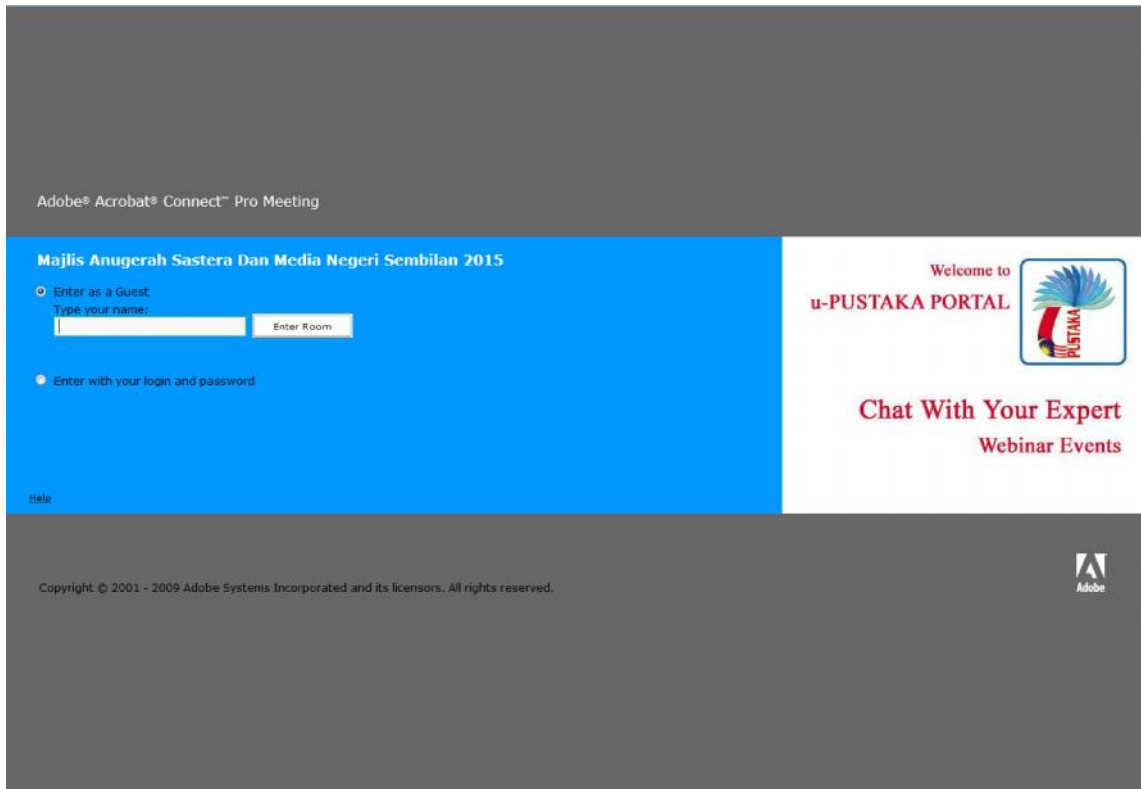 Adobe® Acrobat® Connect™ Pro Meeting
Majlis Anugerah Sastera Dan Media Negeri Sembilan 2015
Enter as a Guest
Type your name:
Enter Room
Enter with your login and password
Help
Welcome to
u-PUSTAKA PORTAL
PUSTAKA
Chat With Your Expert
Webinar Events
Copyright © 2001 - 2009 Adobe Systems Incorporated and its licensors. All rights reserved.
Adobe